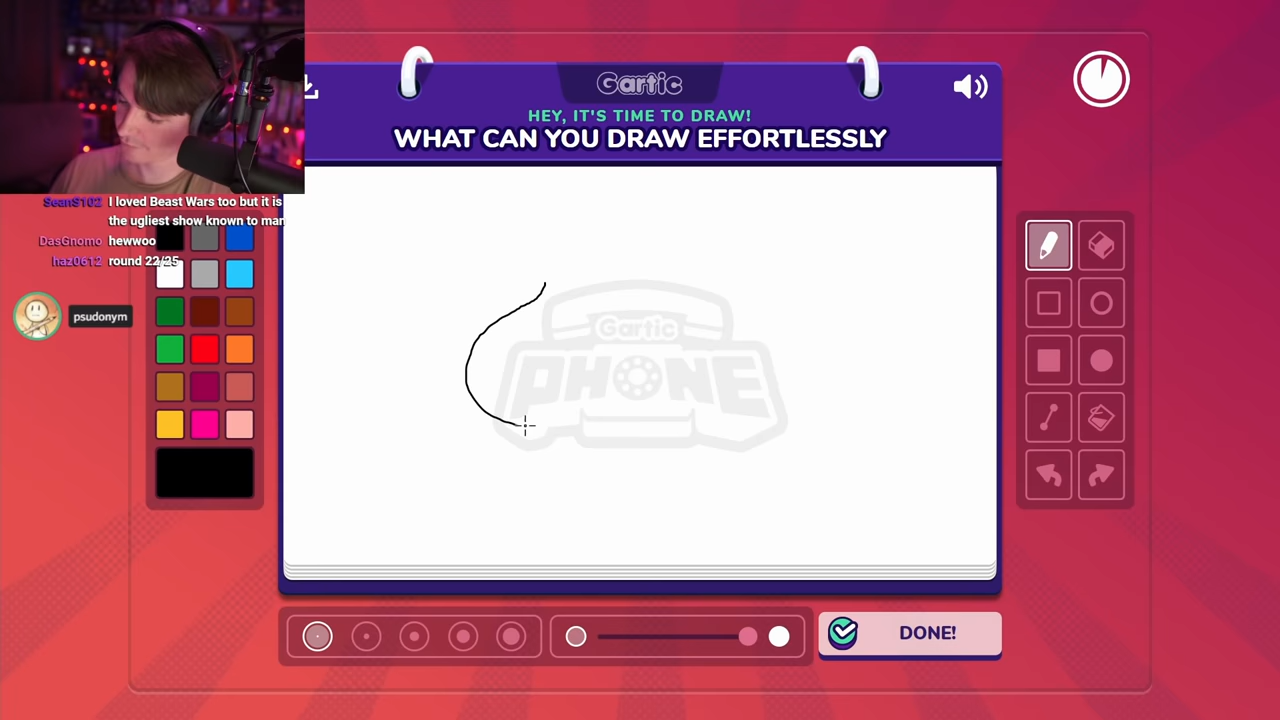 Gartic
HEY, IT'S TIME TO DRAW!
WHAT CAN YOU DRAW EFFORTLESSLY
SeanS102 I loved Beast Wars too but it is
the ugliest show known to man
DasGnomo hewwoo
haz0612 round 22/25
psudonym
Gartic
PHONE
DONE!